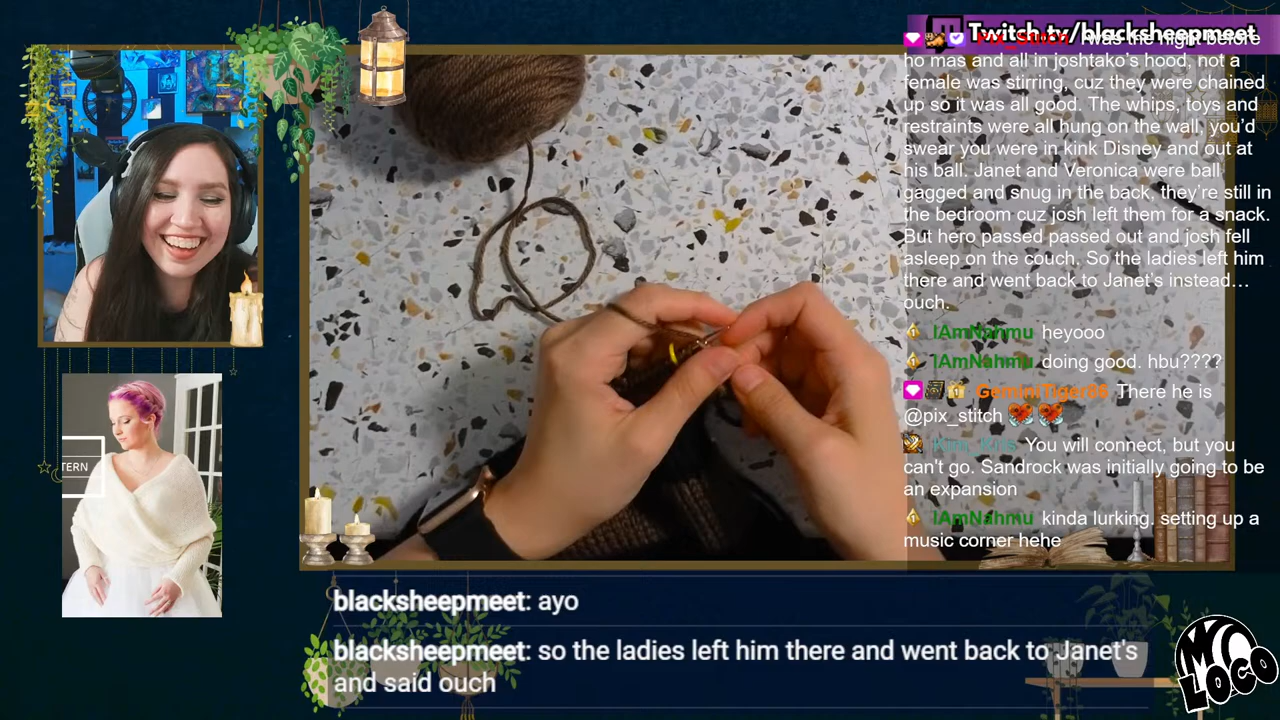 Twitch.tv/blacksheepmeet
Pix_Stitch 'twas the night before
ho mas and all in joshtako's hood, not a
female was stirring, cuz they were chained
up so it was all good. The whips, toys and
restraints were all hung on the wall, you'd
swear you were in kink Disney and out at
his ball. Janet and Veronica were ball
gagged and snug in the back, they're still in
the bedroom cuz josh left them for a snack.
But hero passed passed out and josh fell
asleep on the couch. So the ladies left him
there and went back to Janet's instead…
ouch.
IAmNahmu heyooo
IAmNahmu doing good. hbu????
GeminiTiger06 There he is
@pix_stitch
You will connect, but you
can't go. Sandrock was initially going to be
an expansion
IAmNahmu kinda lurking. setting up a
music corner hehe
TERN
blacksheepmeet: ayo
blacksheepmeet: so the ladies left him there and went back to Janet's
and said ouch
MC
LOCO